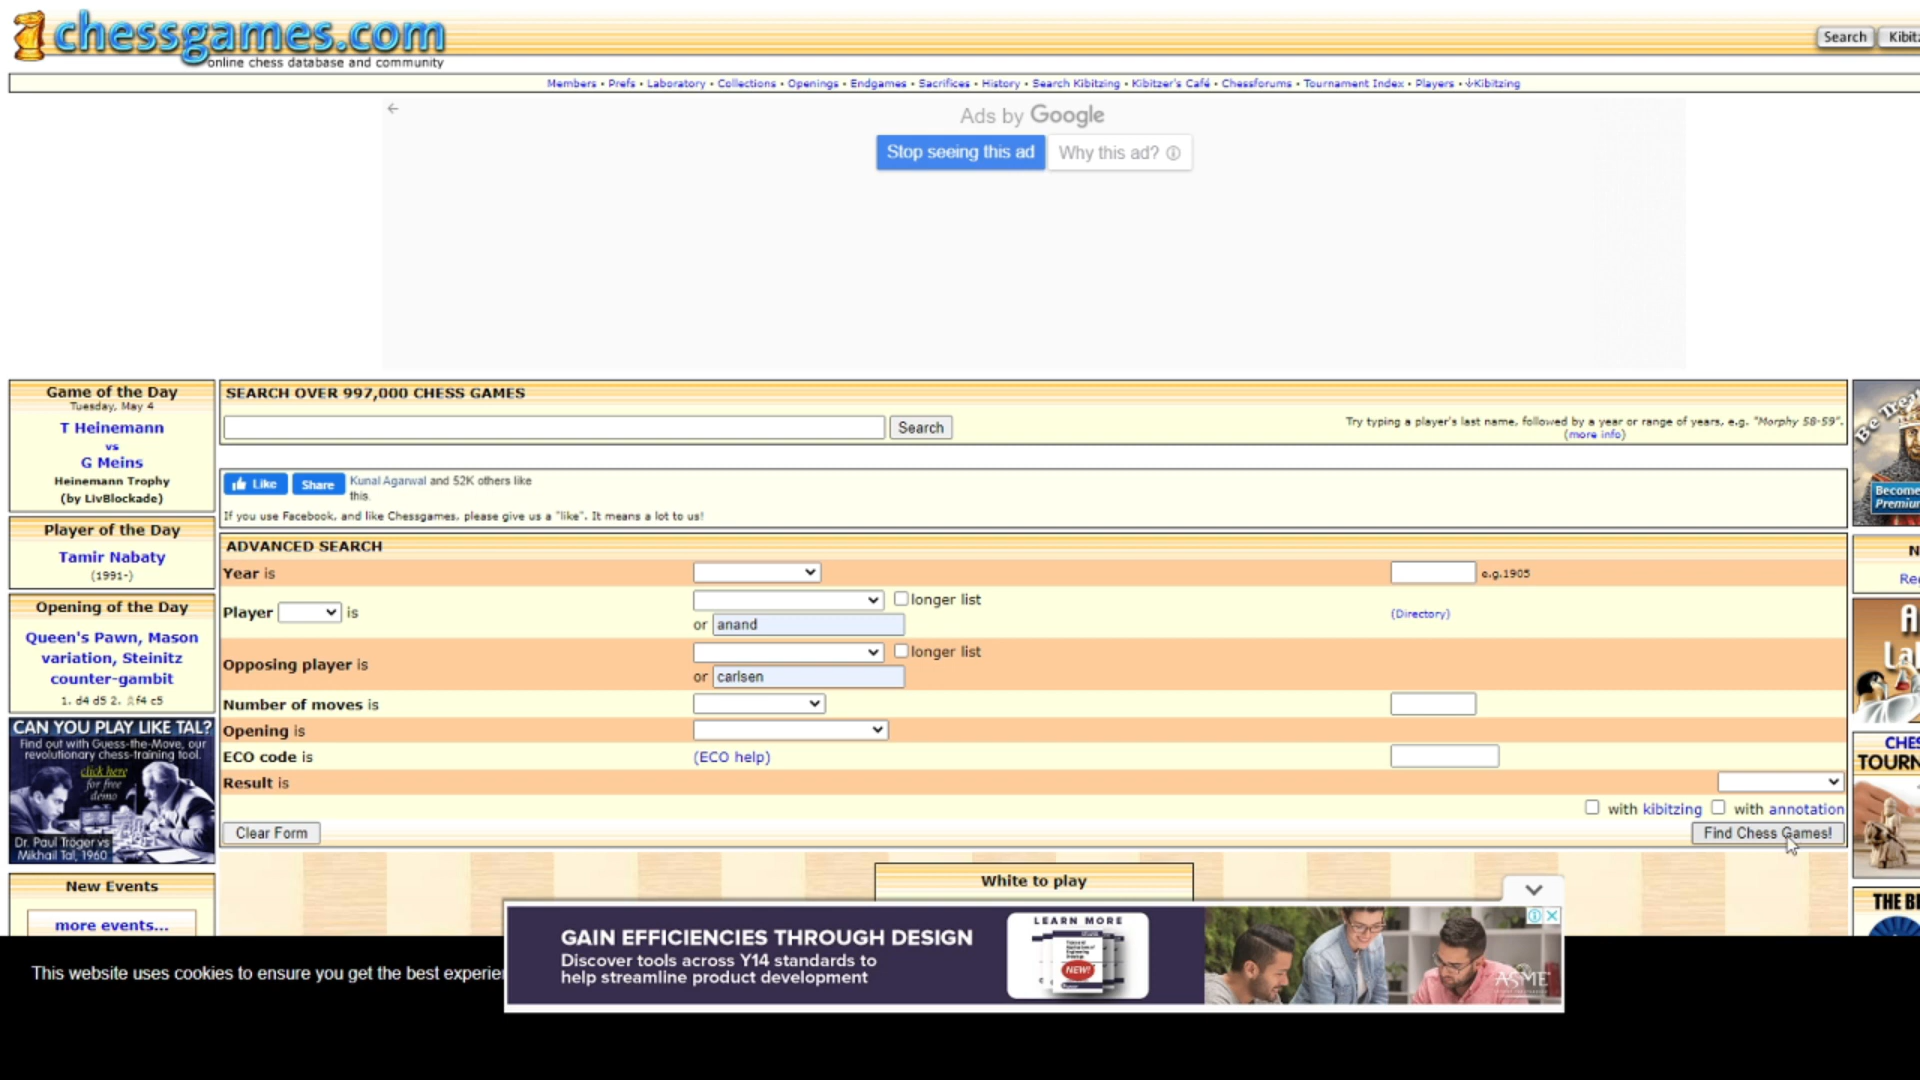 chessgames.com
online chess database and community
Search
Members • Prefs • Laboratory • Collections • Openings • Endgames • Sacrifices • History • Search Kibitzing • Kibitzer's Café • Chessforums • Tournament Index • Players • ↓Kibitzing
Ads by Google
Stop seeing this ad
Why this ad?
Game of the Day
Tuesday, May 4
T Heinemann
vs
G Meins
Heinemann Trophy
(by LivBlockade)
Player of the Day
Tamir Nabaty
(1991-)
Opening of the Day
Queen's Pawn, Mason
variation, Steinitz
counter-gambit
1. d4 d5 2. ♗f4 c5
CAN YOU PLAY LIKE TAL?
Find out with Guess-the-Move, our
revolutionary chess-training tool.
click here
for free
demo
Dr. Paul Tröger vs
Mikhail Tal, 1960
New Events
more events...
SEARCH OVER 997,000 CHESS GAMES
Search
Try typing a player's last name, followed by a year or range of years, e.g. "Morphy 58-59".
(more info)
Like
Share
Kunal Agarwal and 52K others like
this.
If you use Facebook, and like Chessgames, please give us a "like". It means a lot to us!
ADVANCED SEARCH
Year is
e.g.1905
Player is
longer list
or anand
(Directory)
Opposing player is
longer list
or carlsen
Number of moves is
Opening is
ECO code is
(ECO help)
Result is
with kibitzing with annotation
Clear Form
Find Chess Games!
White to play
Become
Premium
THE
GAIN EFFICIENCIES THROUGH DESIGN
Discover tools across Y14 standards to
help streamline product development
LEARN MORE
NEW!
ASME
This website uses cookies to ensure you get the best